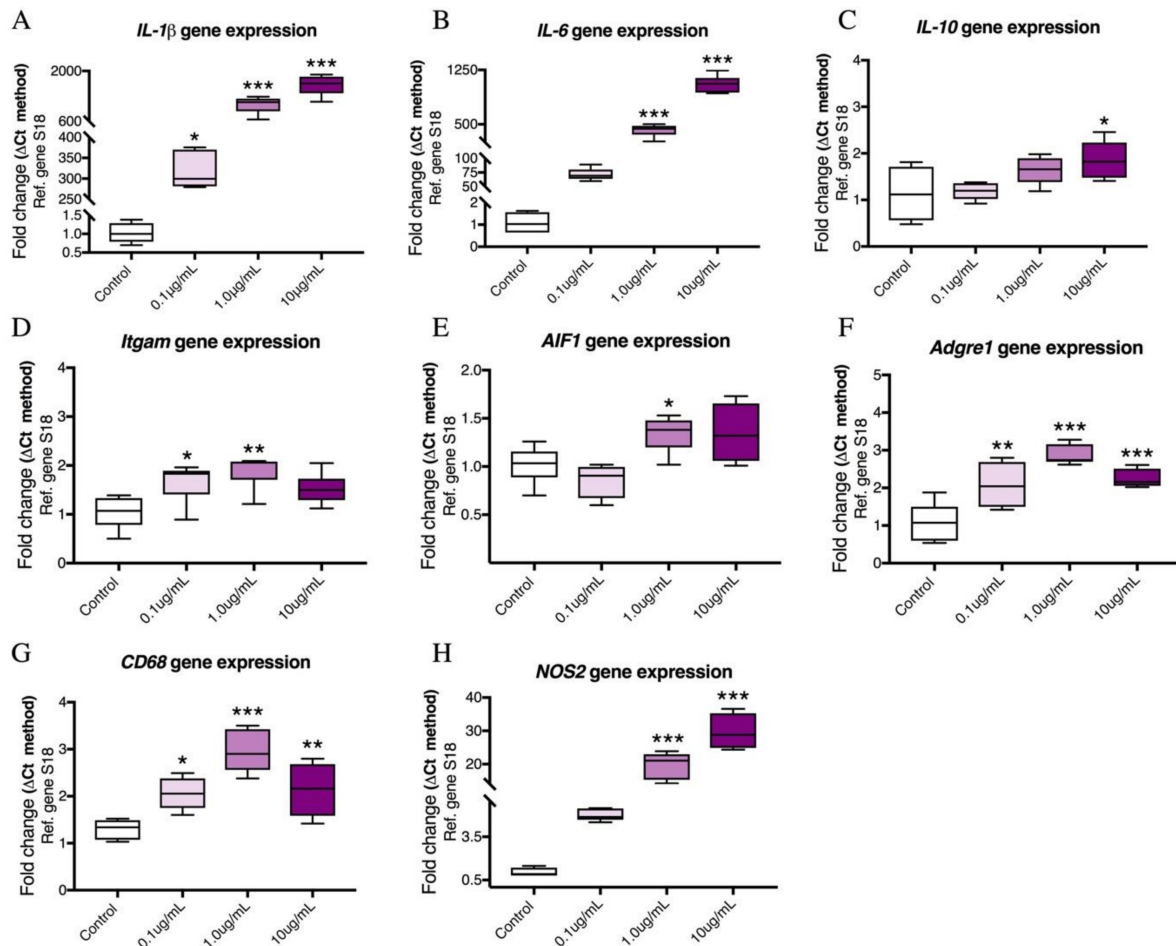 A
IL-1β gene expression
Fold change (ΔCt method)
Ref. gene S18
2000
600
400
350
300
250
1.5
1.0
0.5
*
***
***
Control
0.1µg/mL
1.0µg/mL
10µg/mL
B
IL-6 gene expression
Fold change (ΔCt method)
Ref. gene S18
1250
500
100
75
50
2
1
0
***
***
Control
0.1ug/mL
1.0ug/mL
10ug/mL
C
IL-10 gene expression
Fold change (ΔCt method)
Ref. gene S18
4
3
2
1
0
*
Control
0.1ug/mL
1.0ug/mL
10ug/mL
D
Itgam gene expression
Fold change (ΔCt method)
Ref. gene S18
4
3
2
1
0
*
**
Control
0.1ug/mL
1.0ug/mL
10ug/mL
E
AIF1 gene expression
Fold change (ΔCt method)
Ref. gene S18
2.0
1.5
1.0
0.5
*
Control
0.1ug/mL
1.0ug/mL
10ug/mL
F
Adgre1 gene expression
Fold change (ΔCt method)
Ref. gene S18
5
4
3
2
1
0
**
***
***
Control
0.1ug/mL
1.0ug/mL
10ug/mL
G
CD68 gene expression
Fold change (ΔCt method)
Ref. gene S18
4
3
2
1
0
*
***
**
Control
0.1ug/mL
1.0ug/mL
10ug/mL
H
NOS2 gene expression
Fold change (ΔCt method)
Ref. gene S18
40
30
20
3.5
0.5
***
***
Control
0.1ug/mL
1.0ug/mL
10ug/mL